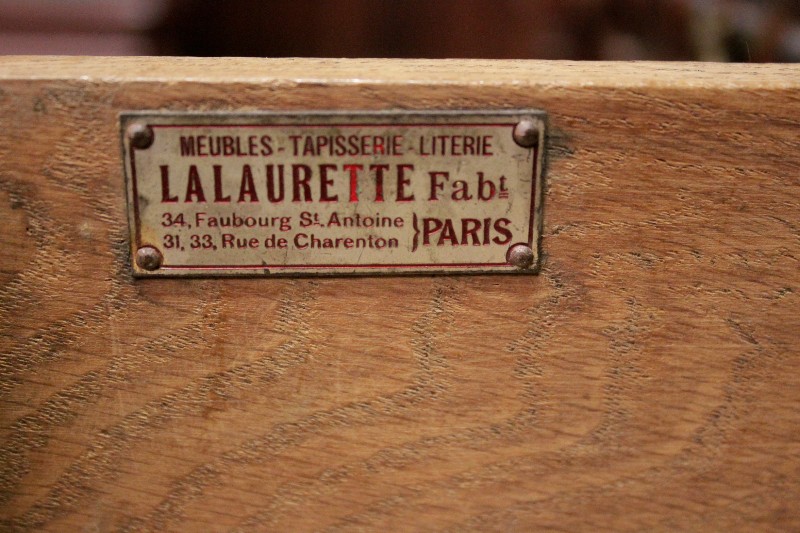 MEUBLES - TAPISSERIE - LITERIE
LALAURETTE Fabt
34, Faubourg St. Antoine
31, 33, Rue de Charenton } PARIS